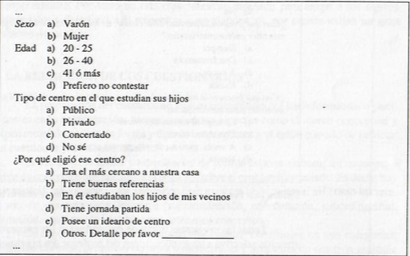 ...
Sexo a) Varón
b) Mujer
Edad a) 20 - 25
b) 26 - 40
c) 41 ó más
d) Prefiero no contestar
Tipo de centro en el que estudian sus hijos
a) Público
b) Privado
c) Concertado
d) No sé
¿Por qué eligió ese centro?
a) Era el más cercano a nuestra casa
b) Tiene buenas referencias
c) En él estudiaban los hijos de mis vecinos
d) Tiene jornada partida
e) Posee un ideario de centro
f) Otros. Detalle por favor ____________
...